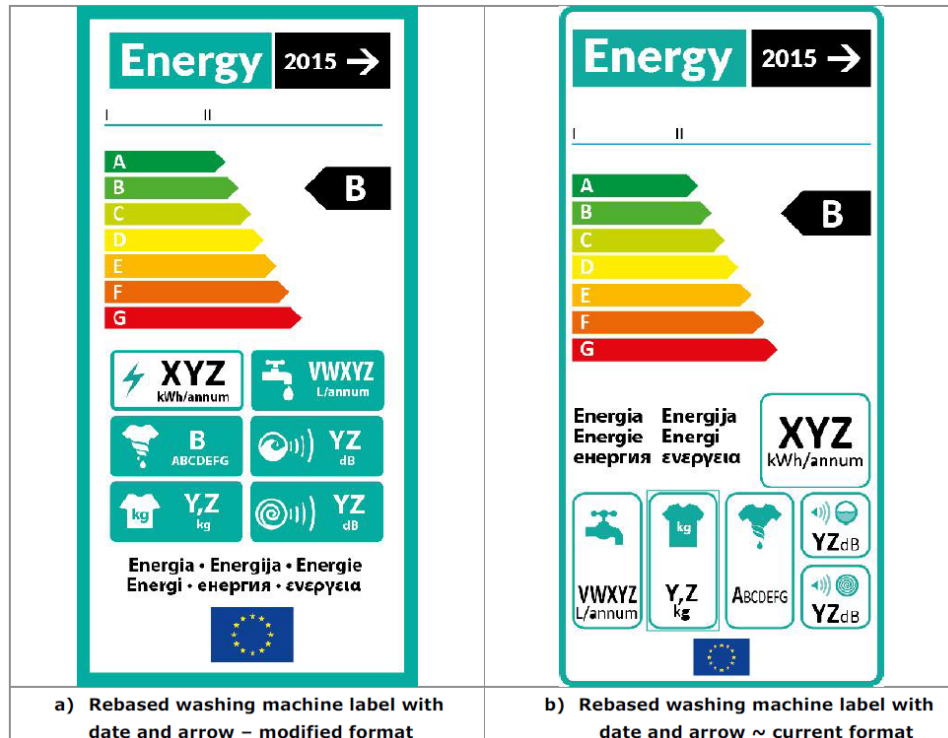 Energy 2015 →
I II
A
B
B
C
D
E
F
G
XYZ
kWh/annum
VWXYZ
L/annum
B
ABCDEFG
YZ
dB
kg
Y,Z
kg
YZ
dB
Energia • Energija • Energie
Energi • енергия • ενεργεια
a) Rebased washing machine label with
date and arrow – modified format
Energy 2015 →
I II
A
B
B
C
D
E
F
G
Energia Energija
Energie Energi
енергия ενεργεια
XYZ
kWh/annum
VWXYZ
L/annum
kg
Y,Z
kg
ABCDEFG
YZdB
YZdB
b) Rebased washing machine label with
date and arrow ~ current format